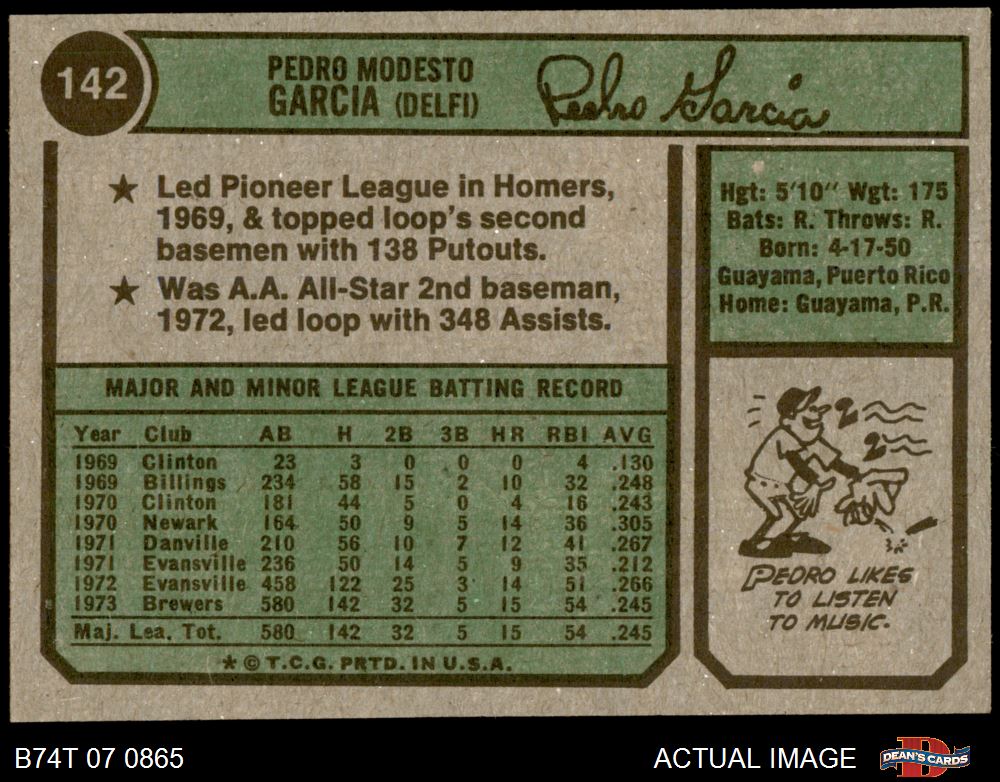 142
PEDRO MODESTO
GARCIA (DELFI)
Pedro Garcia
★ Led Pioneer League in Homers,
1969, & topped loop's second
basemen with 138 Putouts.
★ Was A.A. All-Star 2nd baseman,
1972, led loop with 348 Assists.
Hgt: 5'10" Wgt: 175
Bats: R. Throws: R.
Born: 4-17-50
Guayama, Puerto Rico
Home: Guayama, P.R.
MAJOR AND MINOR LEAGUE BATTING RECORD
Year Club AB H 2B 3B HR RBI AVG
1969 Clinton 23 3 0 0 0 4 .130
1969 Billings 234 58 15 2 10 32 .248
1970 Clinton 181 44 5 0 4 16 .243
1970 Newark 164 50 9 5 14 36 .305
1971 Danville 210 56 10 7 12 41 .267
1971 Evansville 236 50 14 5 9 35 .212
1972 Evansville 458 122 25 3 14 51 .266
1973 Brewers 580 142 32 5 15 54 .245
Maj. Lea. Tot. 580 142 32 5 15 54 .245
★ © T.C.G. PRTD. IN U.S.A.
PEDRO LIKES
TO LISTEN
TO MUSIC.
B74T 07 0865
ACTUAL IMAGE
DEAN'S CARDS